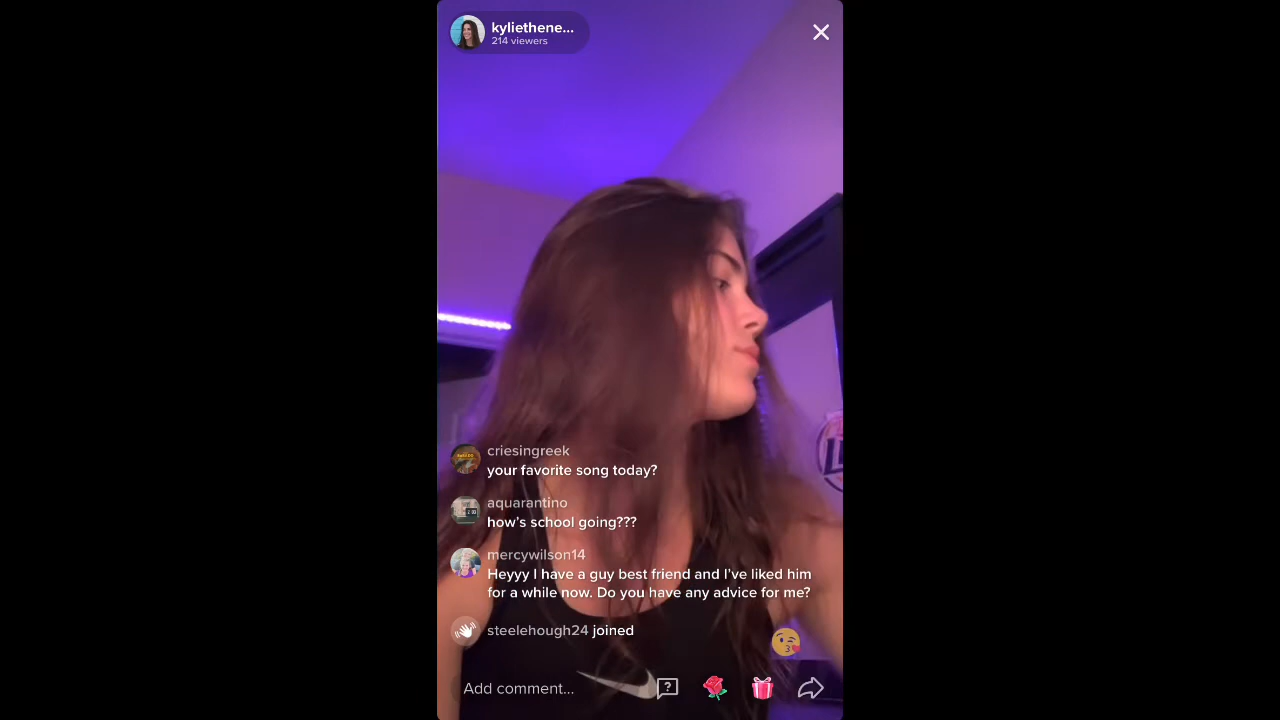 kyliethene...
214 viewers
criesingreek
your favorite song today?
aquarantino
how's school going???
mercywilson14
Heyyy I have a guy best friend and I've liked him
for a while now. Do you have any advice for me?
steelehough24 joined
Add comment...